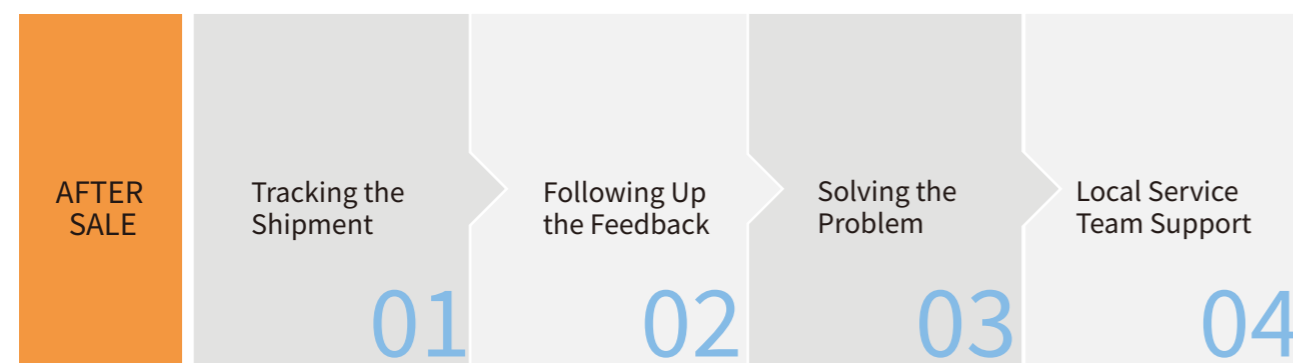 AFTER
SALE
Tracking the
Shipment
01
Following Up
the Feedback
02
Solving the
Problem
03
Local Service
Team Support
04